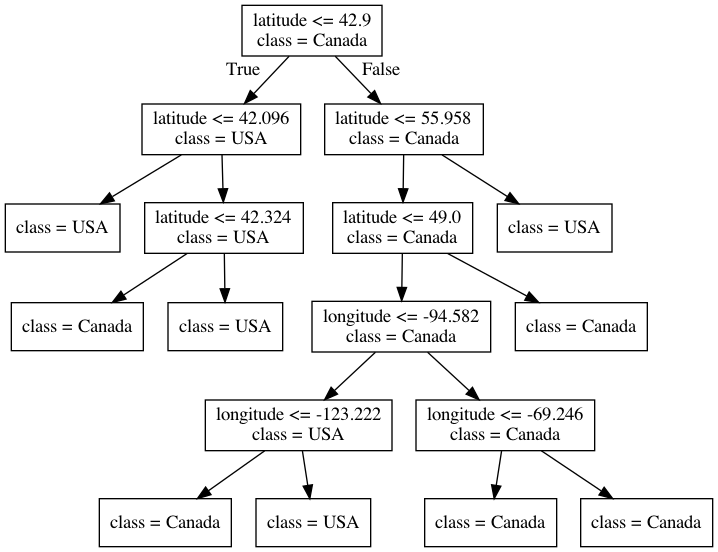 latitude <= 42.9
class = Canada
True
False
latitude <= 42.096
class = USA
latitude <= 55.958
class = Canada
class = USA
latitude <= 42.324
class = USA
latitude <= 49.0
class = Canada
class = USA
class = Canada
class = USA
longitude <= -94.582
class = Canada
class = Canada
longitude <= -123.222
class = USA
longitude <= -69.246
class = Canada
class = Canada
class = USA
class = Canada
class = Canada